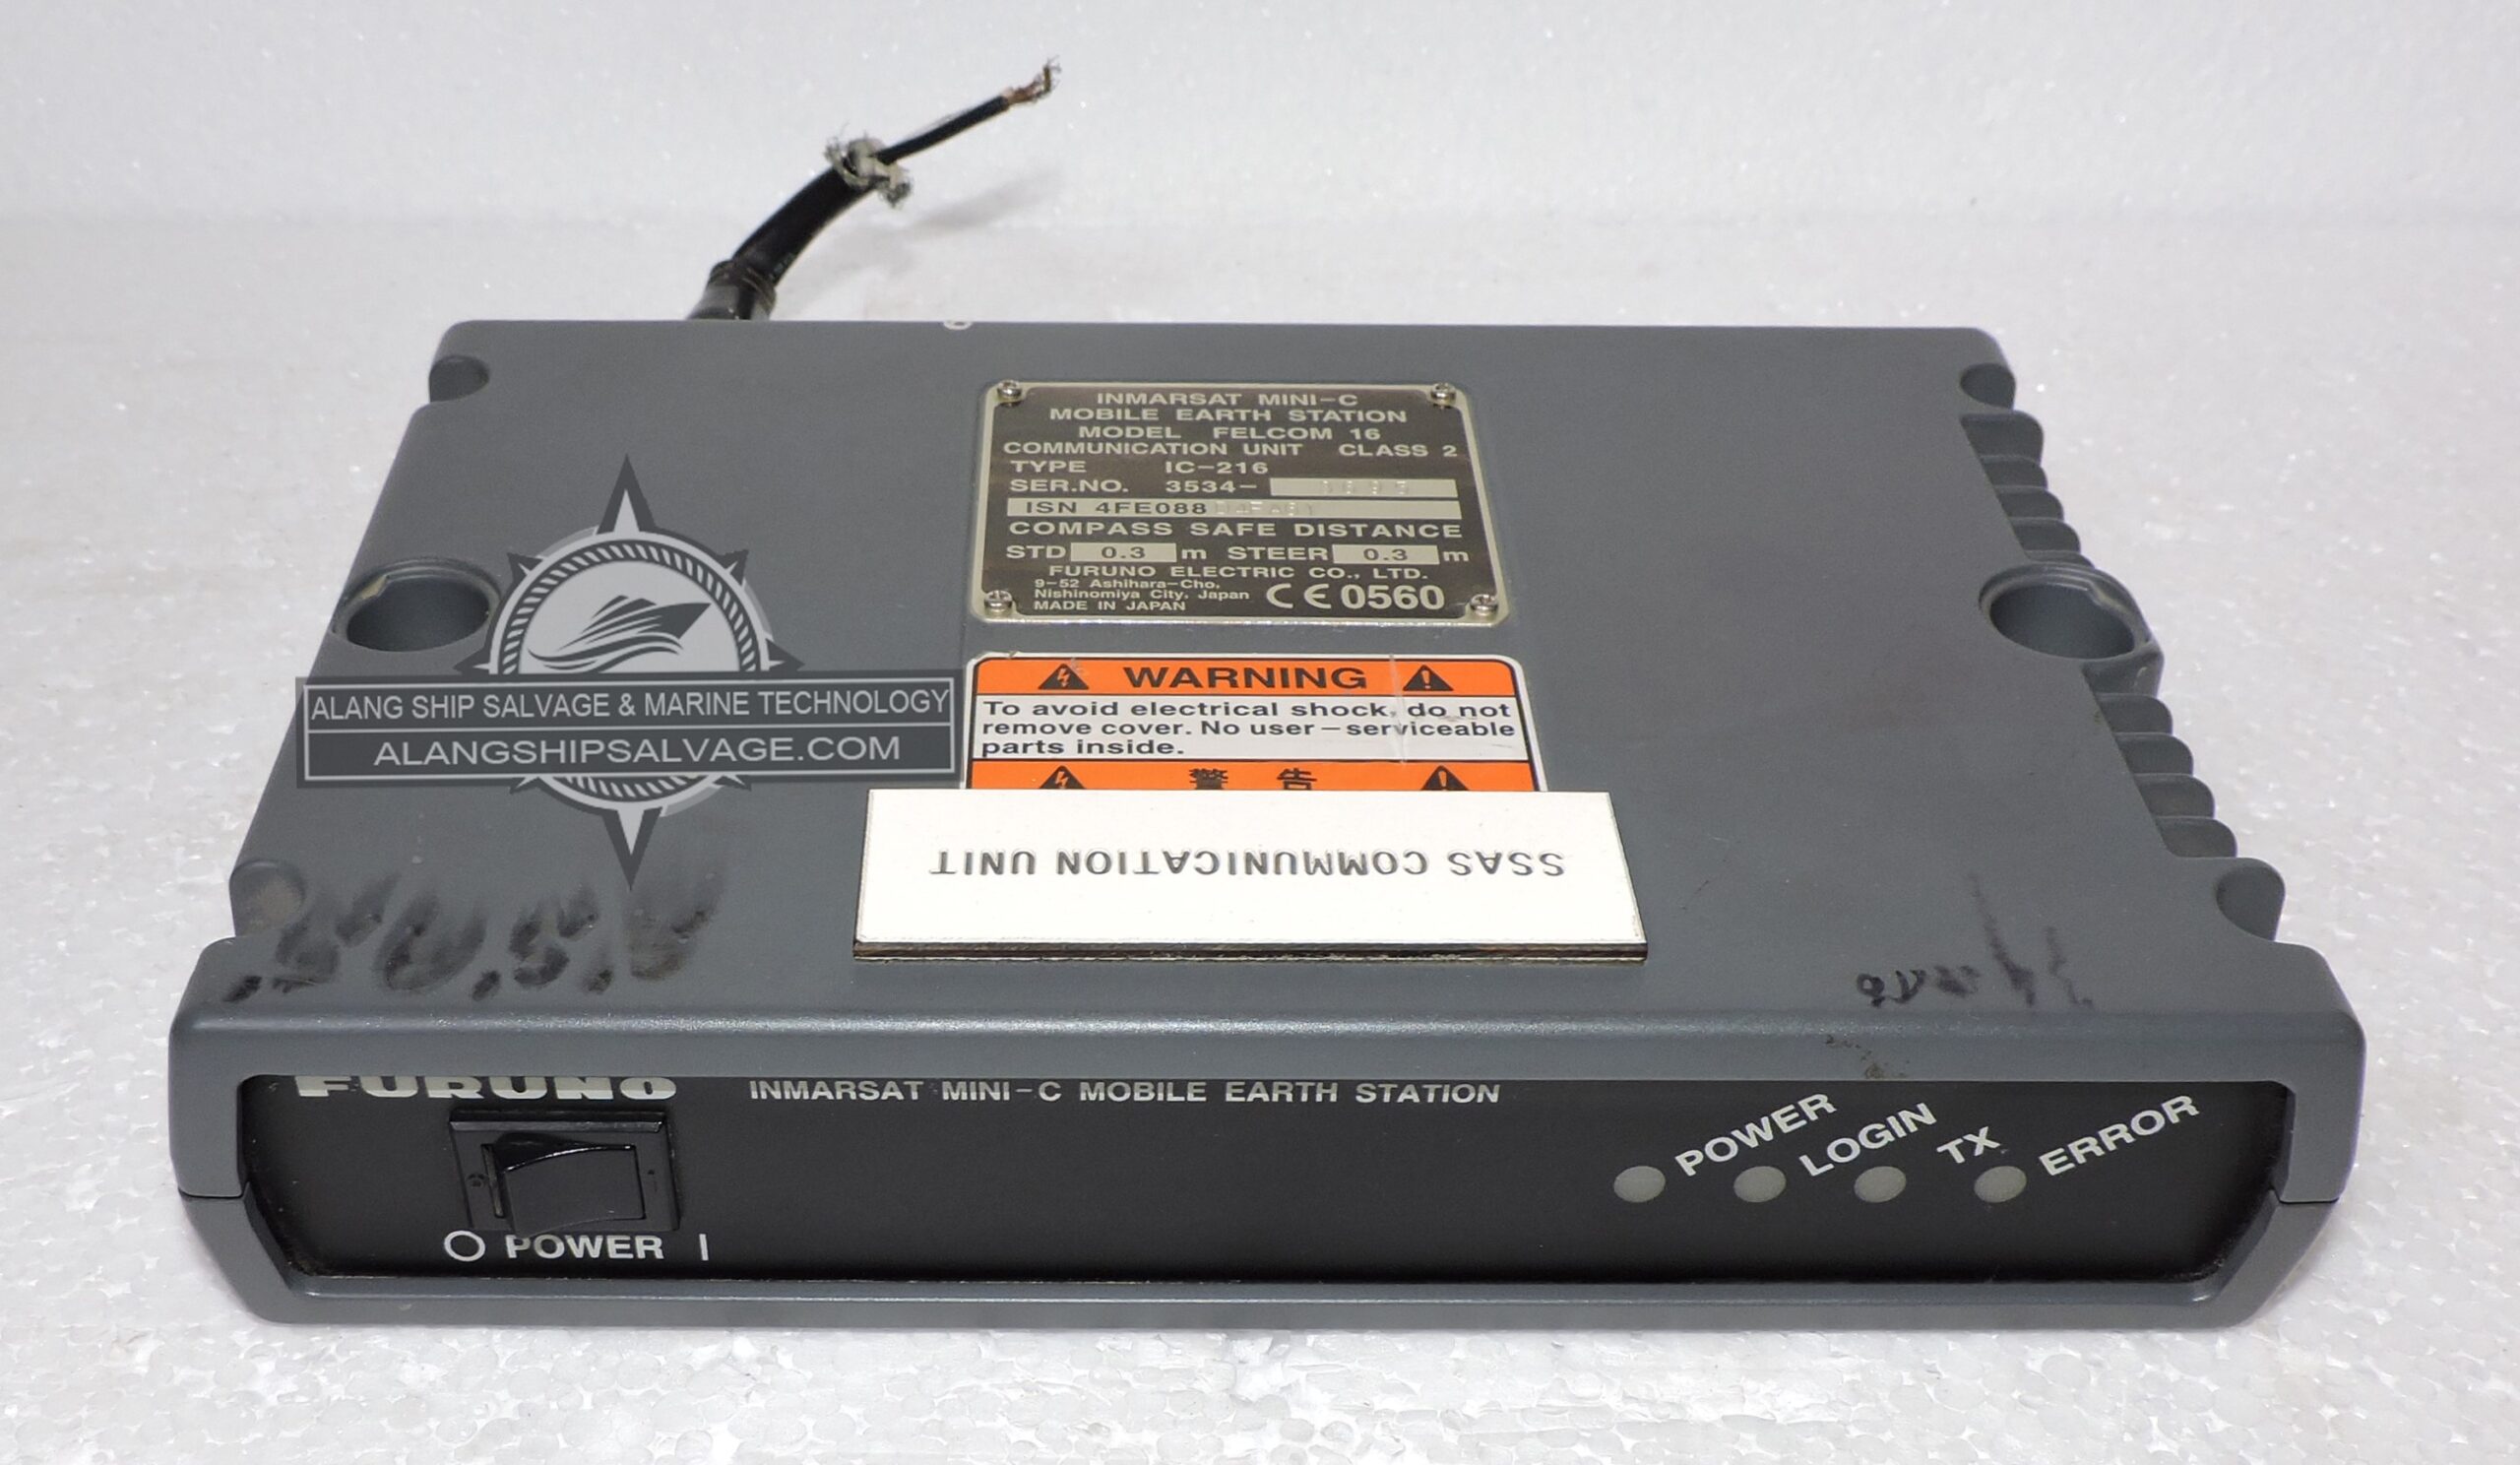 INMARSAT MINI-C
MOBILE EARTH STATION
MODEL FELCOM 16
COMMUNICATION UNIT CLASS 2
TYPE IC-216
SER.NO. 3534-
ISN 4FE088
COMPASS SAFE DISTANCE
STD 0.3 m STEER 0.3 m
FURUNO ELECTRIC CO., LTD.
9-52 Ashihara-Cho,
Nishinomiya City, Japan
MADE IN JAPAN
CE 0560
WARNING
To avoid electrical shock, do not
remove cover. No user-serviceable
parts inside.
警 告
ALANG SHIP SALVAGE & MARINE TECHNOLOGY
ALANGSHIPSALVAGE.COM
SSAS COMMUNICATION UNIT
FURUNO
INMARSAT MINI-C MOBILE EARTH STATION
POWER LOGIN TX ERROR
O POWER |